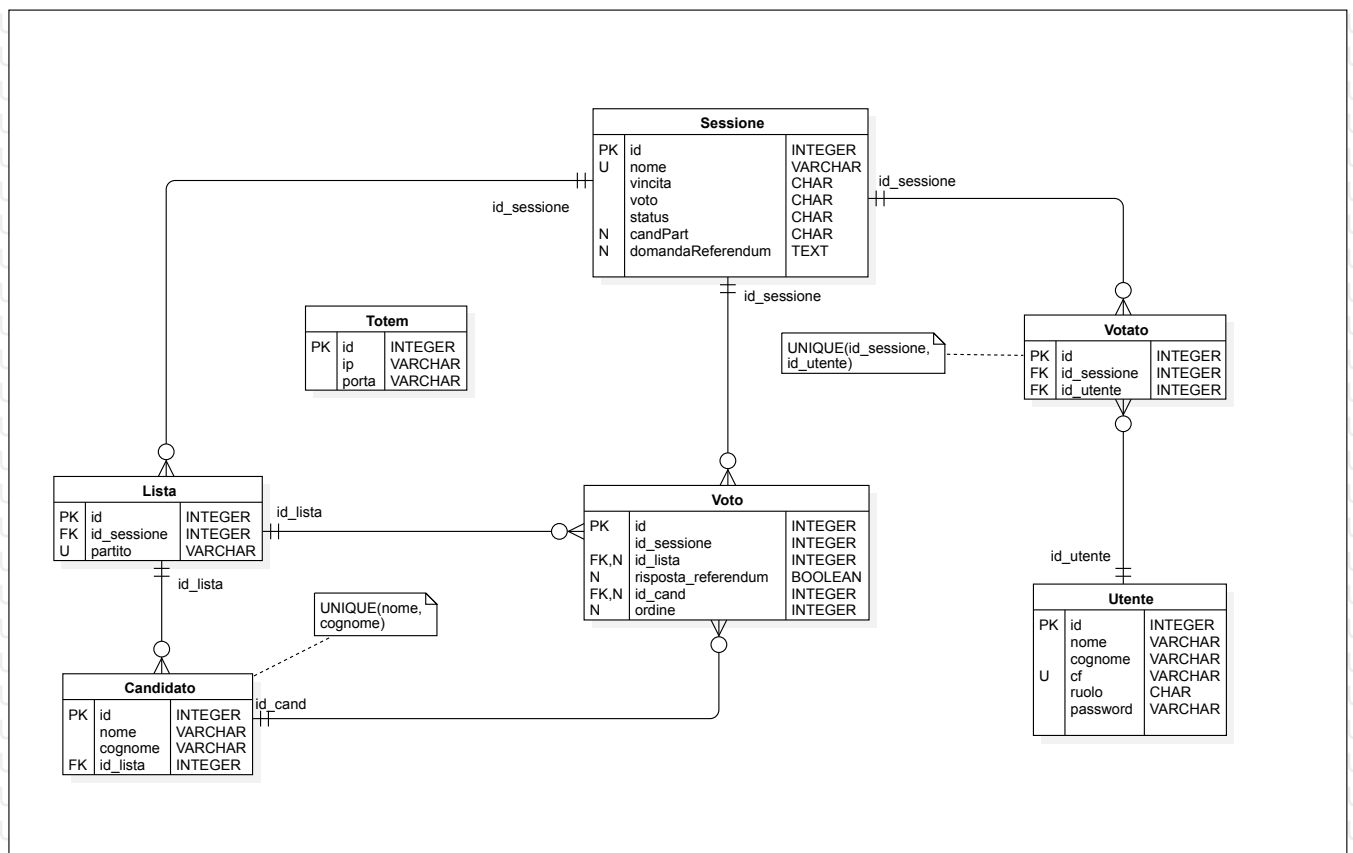 Sessione
PK id INTEGER
U nome VARCHAR
vincita CHAR
voto CHAR
status CHAR
N candPart CHAR
N domandaReferendum TEXT
id_sessione
id_sessione
id_sessione
Totem
PK id INTEGER
ip VARCHAR
porta VARCHAR
UNIQUE(id_sessione,
id_utente)
Votato
PK id INTEGER
FK id_sessione INTEGER
FK id_utente INTEGER
Lista
PK id INTEGER
FK id_sessione INTEGER
U partito VARCHAR
id_lista
id_lista
Voto
PK id INTEGER
id_sessione INTEGER
FK,N id_lista INTEGER
N risposta_referendum BOOLEAN
FK,N id_cand INTEGER
N ordine INTEGER
id_utente
Utente
PK id INTEGER
nome VARCHAR
cognome VARCHAR
U cf VARCHAR
ruolo CHAR
password VARCHAR
UNIQUE(nome,
cognome)
Candidato
PK id INTEGER
nome VARCHAR
cognome VARCHAR
FK id_lista INTEGER
id_cand